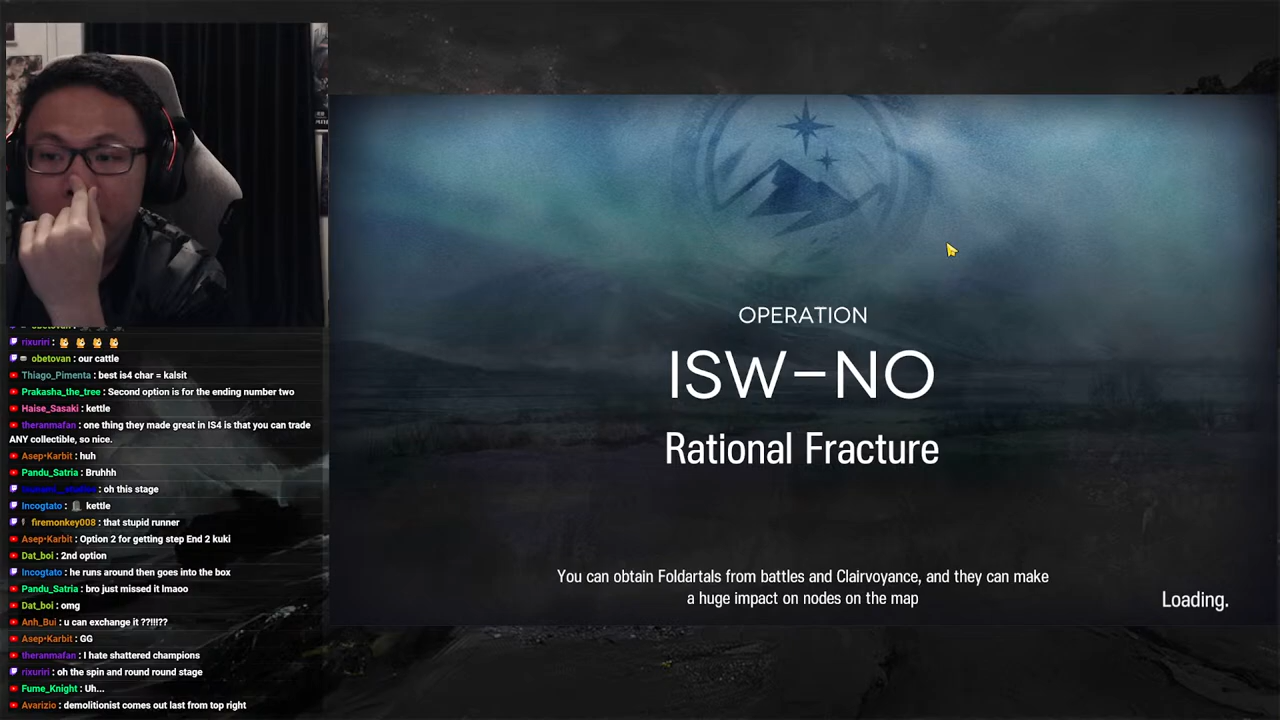 rixuriri :
obetovan : our cattle
Thiago_Pimenta : best is4 char = kalsit
Prakasha_the_tree : Second option is for the ending number two
Haise_Sasaki : kettle
theranmafan : one thing they made great in IS4 is that you can trade
ANY collectible, so nice.
Asep•Karbit : huh
Pandu_Satria : Bruhhh
: oh this stage
Incogtato : kettle
firemonkey008 : that stupid runner
Asep•Karbit : Option 2 for getting step End 2 kuki
Dat_boi : 2nd option
Incogtato : he runs around then goes into the box
Pandu_Satria : bro just missed it lmaoo
Dat_boi : omg
Anh_Bui : u can exchange it ??!!!??
Asep•Karbit : GG
theranmafan : I hate shattered champions
rixuriri : oh the spin and round round stage
Fume_Knight : Uh...
Avarizio : demolitionist comes out last from top right
OPERATION
ISW-NO
Rational Fracture
You can obtain Foldartals from battles and Clairvoyance, and they can make
a huge impact on nodes on the map
Loading.